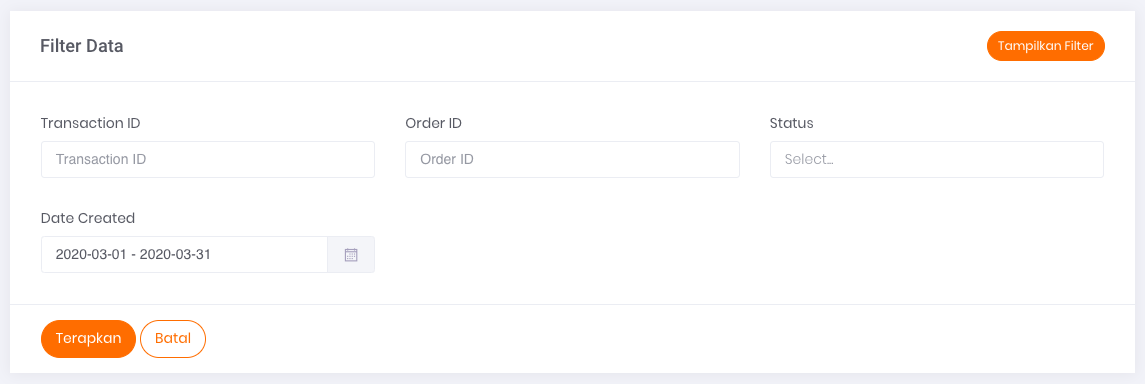 Filter Data
Tampilkan Filter
Transaction ID
Order ID
Status
Transaction ID
Order ID
Select...
Date Created
2020-03-01 - 2020-03-31
Terapkan
Batal